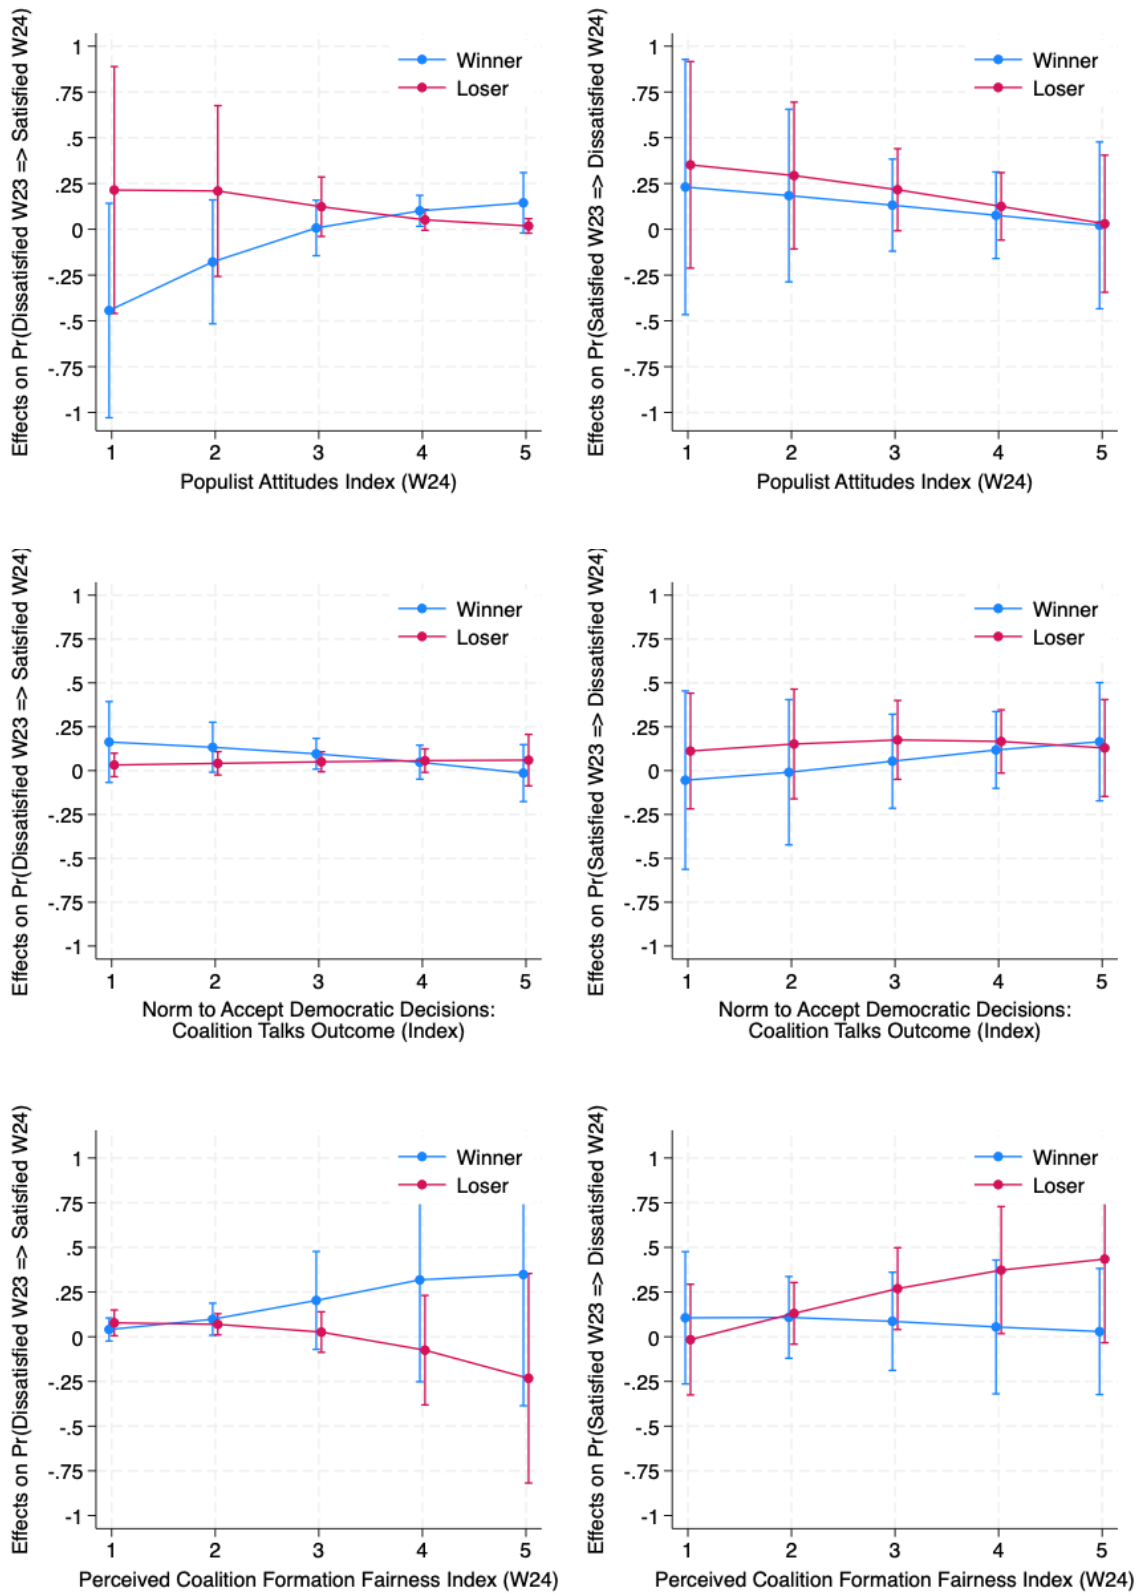 Effects on Pr(Dissatisfied W23 => Satisfied W24)
1
.75
.5
.25
0
-.25
-.5
-.75
-1
Winner
Loser
1 2 3 4 5
Populist Attitudes Index (W24)
Effects on Pr(Satisfied W23 => Dissatisfied W24)
1
.75
.5
.25
0
-.25
-.5
-.75
-1
Winner
Loser
1 2 3 4 5
Populist Attitudes Index (W24)
Effects on Pr(Dissatisfied W23 => Satisfied W24)
1
.75
.5
.25
0
-.25
-.5
-.75
-1
Winner
Loser
1 2 3 4 5
Norm to Accept Democratic Decisions:
Coalition Talks Outcome (Index)
Effects on Pr(Satisfied W23 => Dissatisfied W24)
1
.75
.5
.25
0
-.25
-.5
-.75
-1
Winner
Loser
1 2 3 4 5
Norm to Accept Democratic Decisions:
Coalition Talks Outcome (Index)
Effects on Pr(Dissatisfied W23 => Satisfied W24)
1
.75
.5
.25
0
-.25
-.5
-.75
-1
Winner
Loser
1 2 3 4 5
Perceived Coalition Formation Fairness Index (W24)
Effects on Pr(Satisfied W23 => Dissatisfied W24)
1
.75
.5
.25
0
-.25
-.5
-.75
-1
Winner
Loser
1 2 3 4 5
Perceived Coalition Formation Fairness Index (W24)